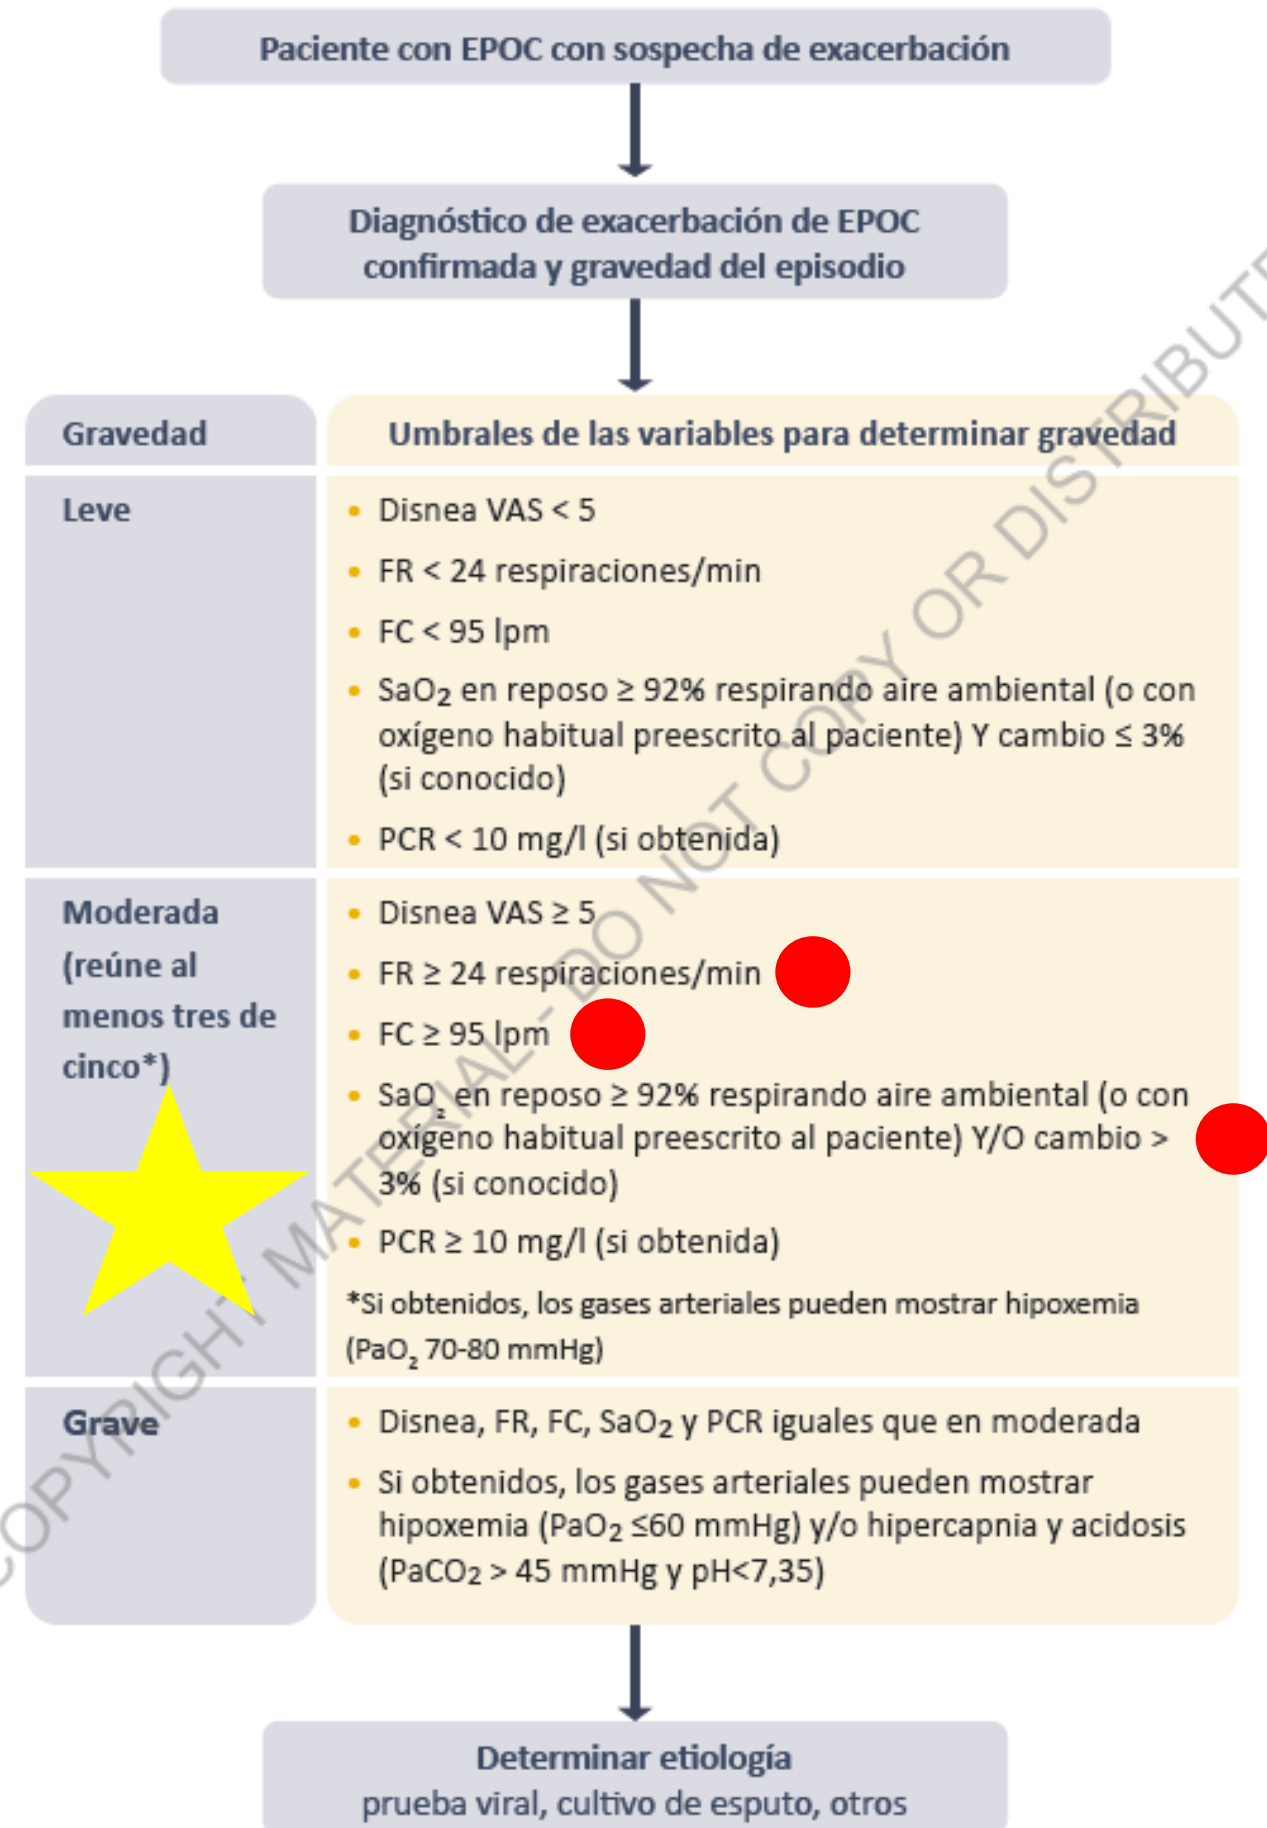 Paciente con EPOC con sospecha de exacerbación
Diagnóstico de exacerbación de EPOC
confirmada y gravedad del episodio
Gravedad
Umbrales de las variables para determinar gravedad
Leve
• Disnea VAS < 5
• FR < 24 respiraciones/min
• FC < 95 lpm
• SaO₂ en reposo ≥ 92% respirando aire ambiental (o con
oxígeno habitual preescrito al paciente) Y cambio ≤ 3%
(si conocido)
• PCR < 10 mg/l (si obtenida)
Moderada
(reúne al
menos tres de
cinco*)
• Disnea VAS ≥ 5
• FR ≥ 24 respiraciones/min
• FC ≥ 95 lpm
• SaO₂ en reposo ≥ 92% respirando aire ambiental (o con
oxígeno habitual preescrito al paciente) Y/O cambio >
3% (si conocido)
• PCR ≥ 10 mg/l (si obtenida)
*Si obtenidos, los gases arteriales pueden mostrar hipoxemia
(PaO₂ 70-80 mmHg)
Grave
• Disnea, FR, FC, SaO₂ y PCR iguales que en moderada
• Si obtenidos, los gases arteriales pueden mostrar
hipoxemia (PaO₂ ≤60 mmHg) y/o hipercapnia y acidosis
(PaCO₂ > 45 mmHg y pH<7,35)
Determinar etiología
prueba viral, cultivo de esputo, otros
COPYRIGHT MATERIAL - DO NOT COPY OR DISTRIBUTE